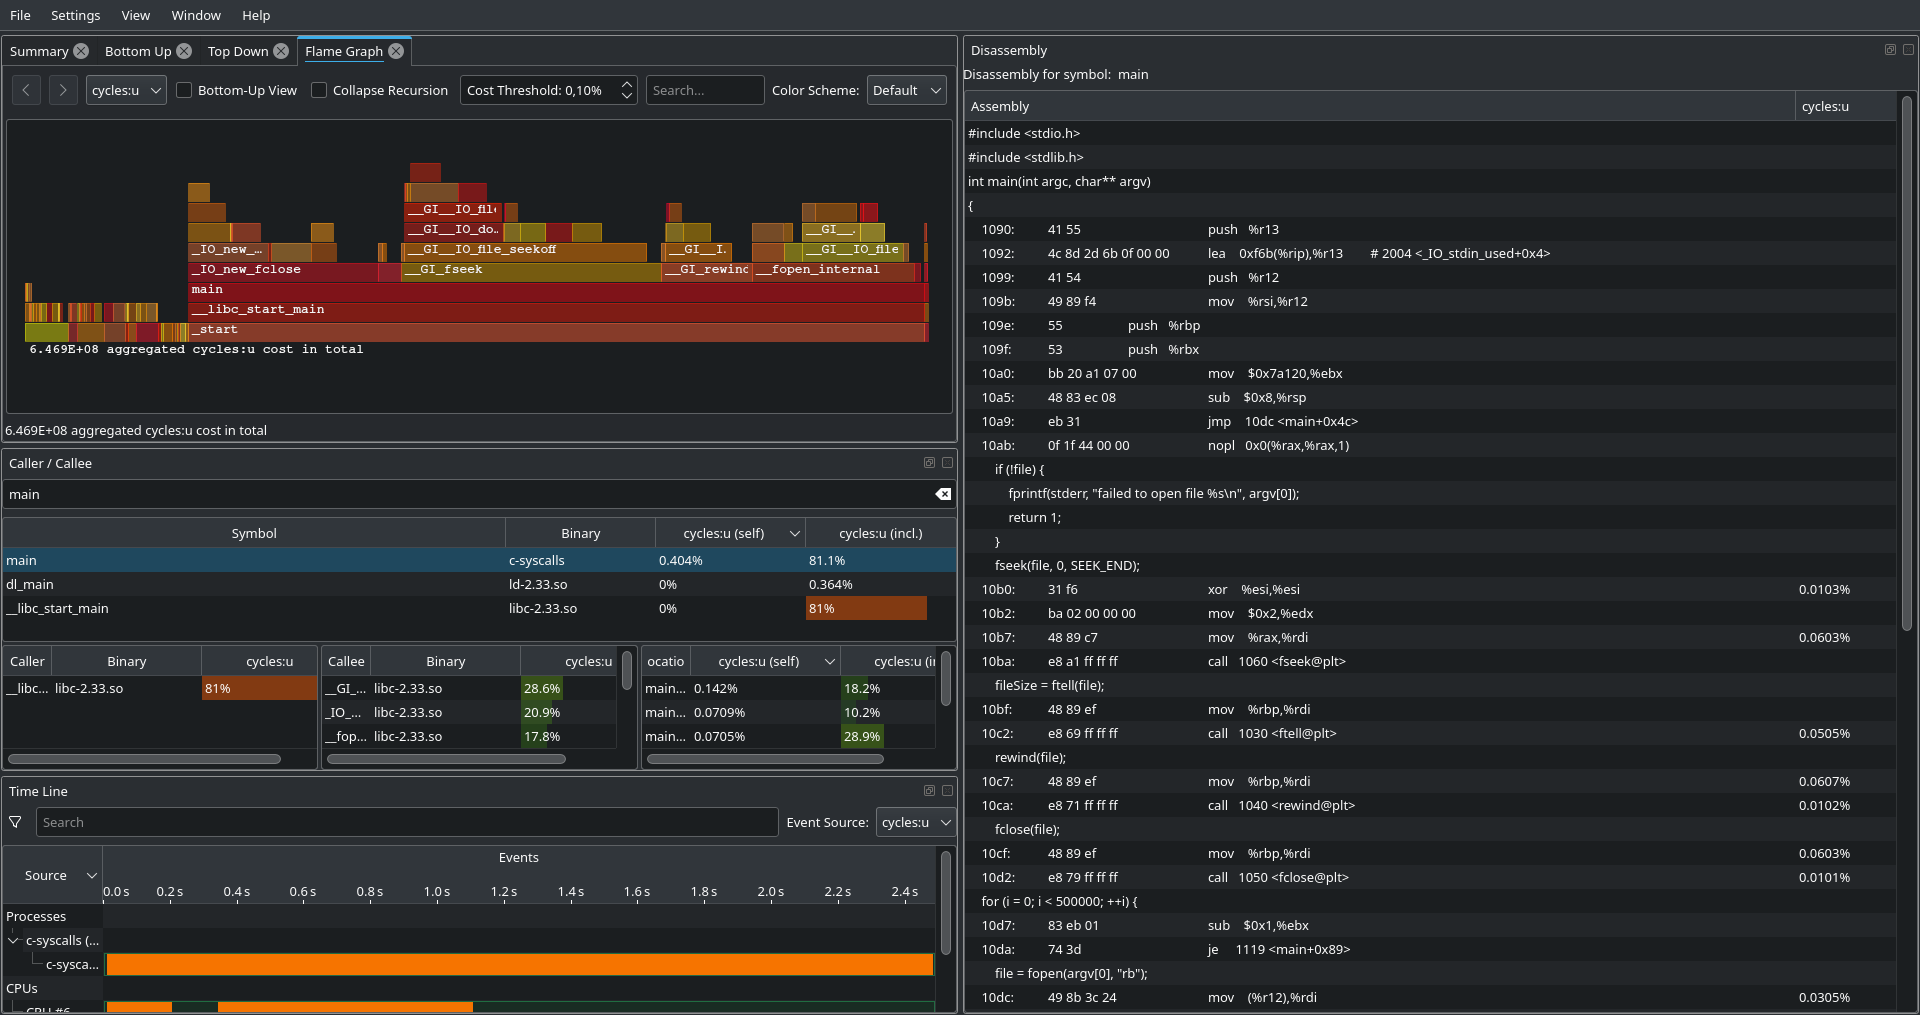 File Settings View Window Help
Summary Bottom Up Top Down Flame Graph
cycles:u Bottom-Up View Collapse Recursion Cost Threshold: 0,10% Search... Color Scheme: Default
__GI__IO_file
__GI__IO_do.. __GI__.
_IO_new_... __GI__IO_file_seekoff __GI__I. __GI__IO_file
_IO_new_fclose __GI_fseek __GI_rewind __fopen_internal
main
__libc_start_main
_start
6.469E+08 aggregated cycles:u cost in total
6.469E+08 aggregated cycles:u cost in total
Caller / Callee
main
Symbol Binary cycles:u (self) cycles:u (incl.)
main c-syscalls 0.404% 81.1%
dl_main ld-2.33.so 0% 0.364%
__libc_start_main libc-2.33.so 0% 81%
Caller Binary cycles:u
__libc... libc-2.33.so 81%
Callee Binary cycles:u
__GI_... libc-2.33.so 28.6%
_IO_... libc-2.33.so 20.9%
__fop... libc-2.33.so 17.8%
ocatio cycles:u (self) cycles:u (i
main... 0.142% 18.2%
main... 0.0709% 10.2%
main... 0.0705% 28.9%
Time Line
Search Event Source: cycles:u
Source Events
0.0 s 0.2 s 0.4 s 0.6 s 0.8 s 1.0 s 1.2 s 1.4 s 1.6 s 1.8 s 2.0 s 2.2 s 2.4 s
Processes
c-syscalls (...
c-sysca...
CPUs
CPU #6
Disassembly
Disassembly for symbol: main
Assembly cycles:u
#include <stdio.h>
#include <stdlib.h>
int main(int argc, char** argv)
{
1090: 41 55 push %r13
1092: 4c 8d 2d 6b 0f 00 00 lea 0xf6b(%rip),%r13 # 2004 <_IO_stdin_used+0x4>
1099: 41 54 push %r12
109b: 49 89 f4 mov %rsi,%r12
109e: 55 push %rbp
109f: 53 push %rbx
10a0: bb 20 a1 07 00 mov $0x7a120,%ebx
10a5: 48 83 ec 08 sub $0x8,%rsp
10a9: eb 31 jmp 10dc <main+0x4c>
10ab: 0f 1f 44 00 00 nopl 0x0(%rax,%rax,1)
if (!file) {
fprintf(stderr, "failed to open file %s\n", argv[0]);
return 1;
}
fseek(file, 0, SEEK_END);
10b0: 31 f6 xor %esi,%esi 0.0103%
10b2: ba 02 00 00 00 mov $0x2,%edx
10b7: 48 89 c7 mov %rax,%rdi 0.0603%
10ba: e8 a1 ff ff ff call 1060 <fseek@plt>
fileSize = ftell(file);
10bf: 48 89 ef mov %rbp,%rdi
10c2: e8 69 ff ff ff call 1030 <ftell@plt> 0.0505%
rewind(file);
10c7: 48 89 ef mov %rbp,%rdi 0.0607%
10ca: e8 71 ff ff ff call 1040 <rewind@plt> 0.0102%
fclose(file);
10cf: 48 89 ef mov %rbp,%rdi 0.0603%
10d2: e8 79 ff ff ff call 1050 <fclose@plt> 0.0101%
for (i = 0; i < 500000; ++i) {
10d7: 83 eb 01 sub $0x1,%ebx
10da: 74 3d je 1119 <main+0x89>
file = fopen(argv[0], "rb");
10dc: 49 8b 3c 24 mov (%r12),%rdi 0.0305%